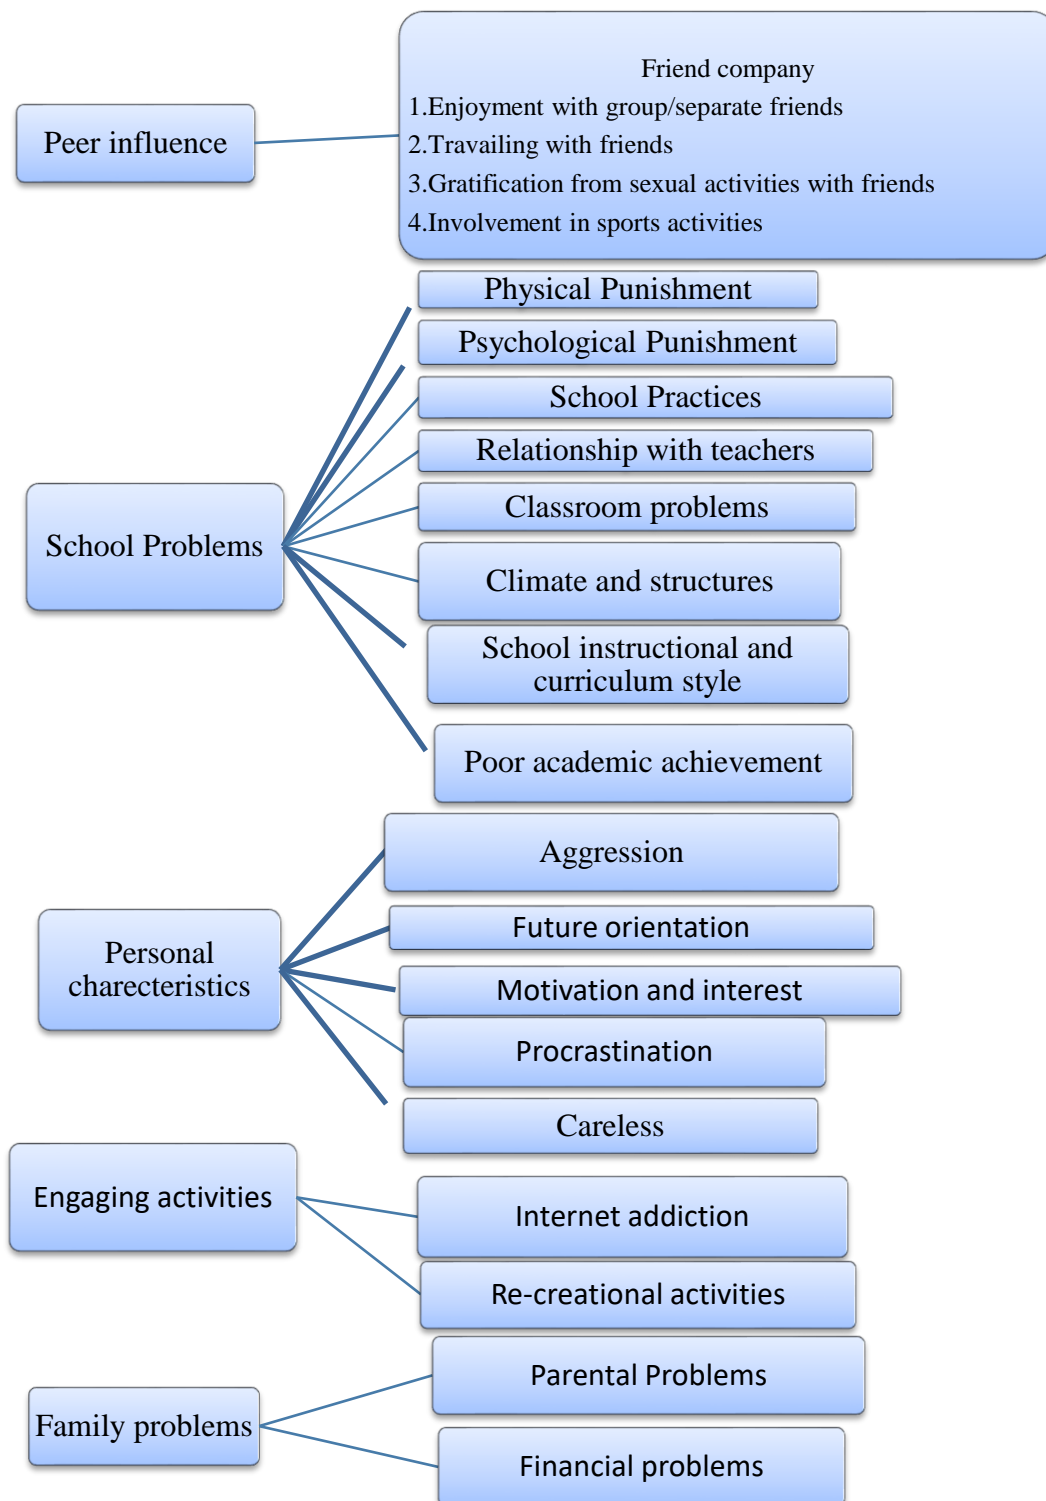 Friend company
1.Enjoyment with group/separate friends
2.Travailing with friends
3.Gratification from sexual activities with friends
4.Involvement in sports activities
Peer influence
Physical Punishment
Psychological Punishment
School Practices
Relationship with teachers
Classroom problems
School Problems
Climate and structures
School instructional and
curriculum style
Poor academic achievement
Aggression
Future orientation
Personal
charecteristics
Motivation and interest
Procrastination
Careless
Engaging activities
Internet addiction
Re-creational activities
Parental Problems
Family problems
Financial problems